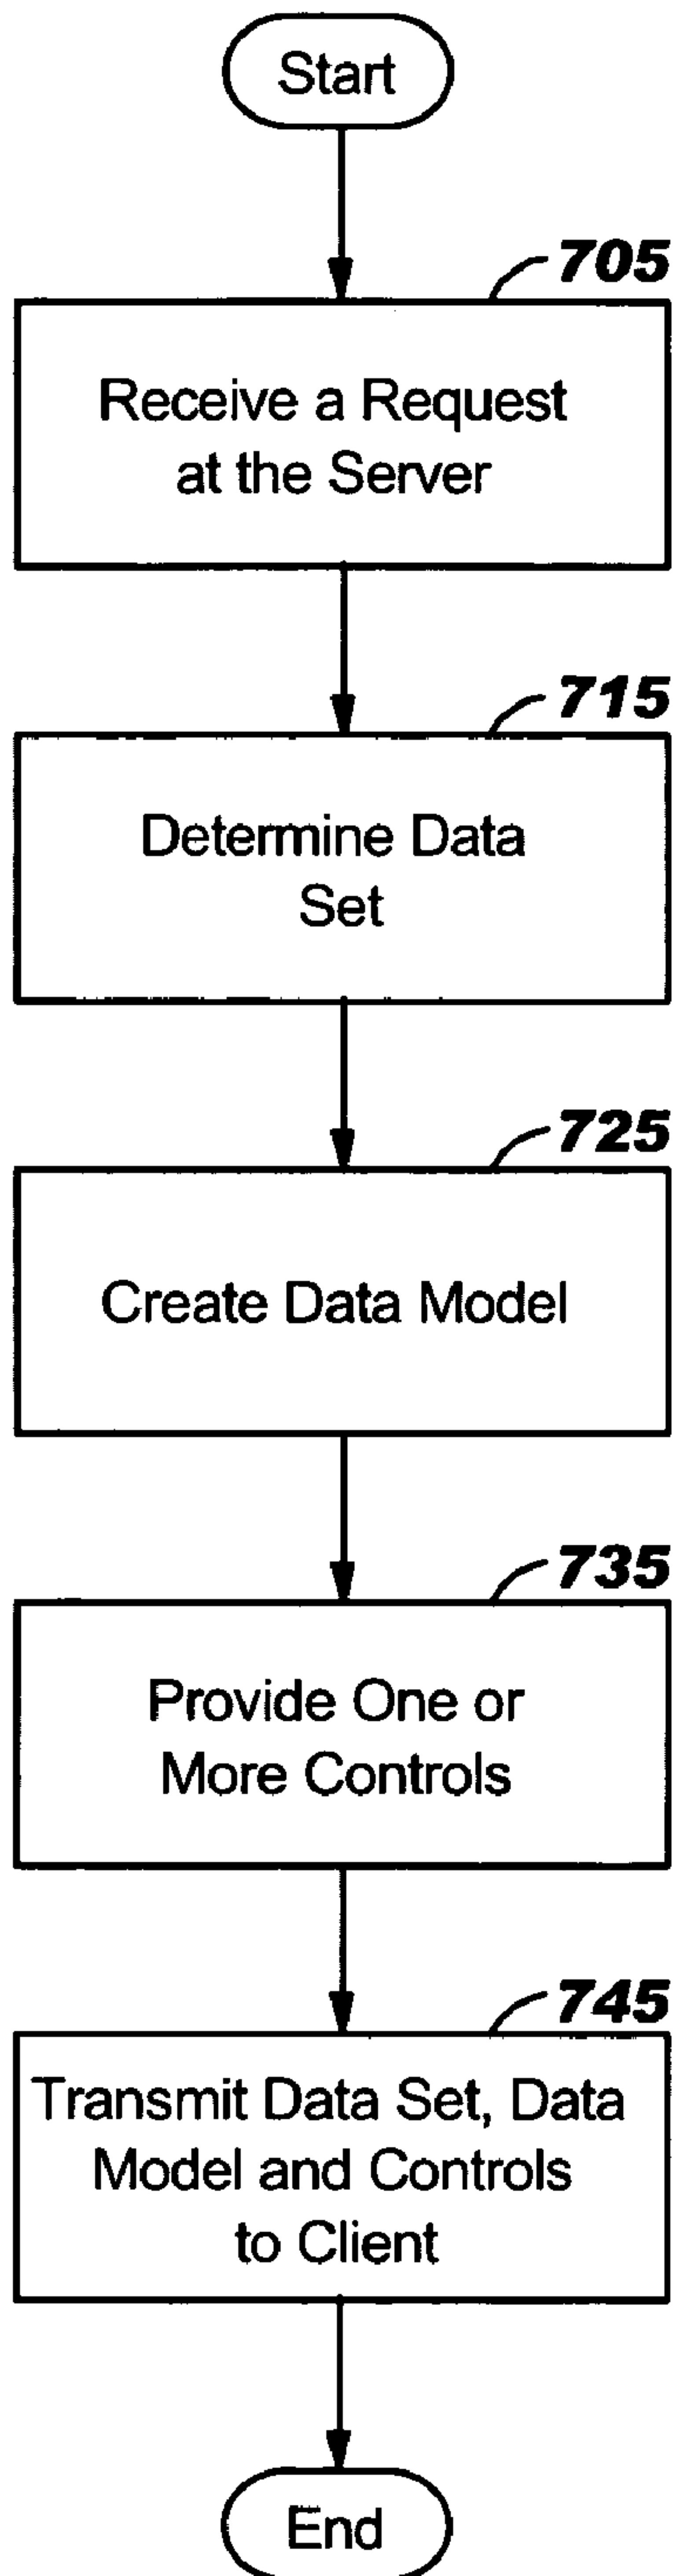 Start
705
Receive a Request
at the Server
715
Determine Data
Set
725
Create Data Model
735
Provide One or
More Controls
745
Transmit Data Set, Data
Model and Controls
to Client
End